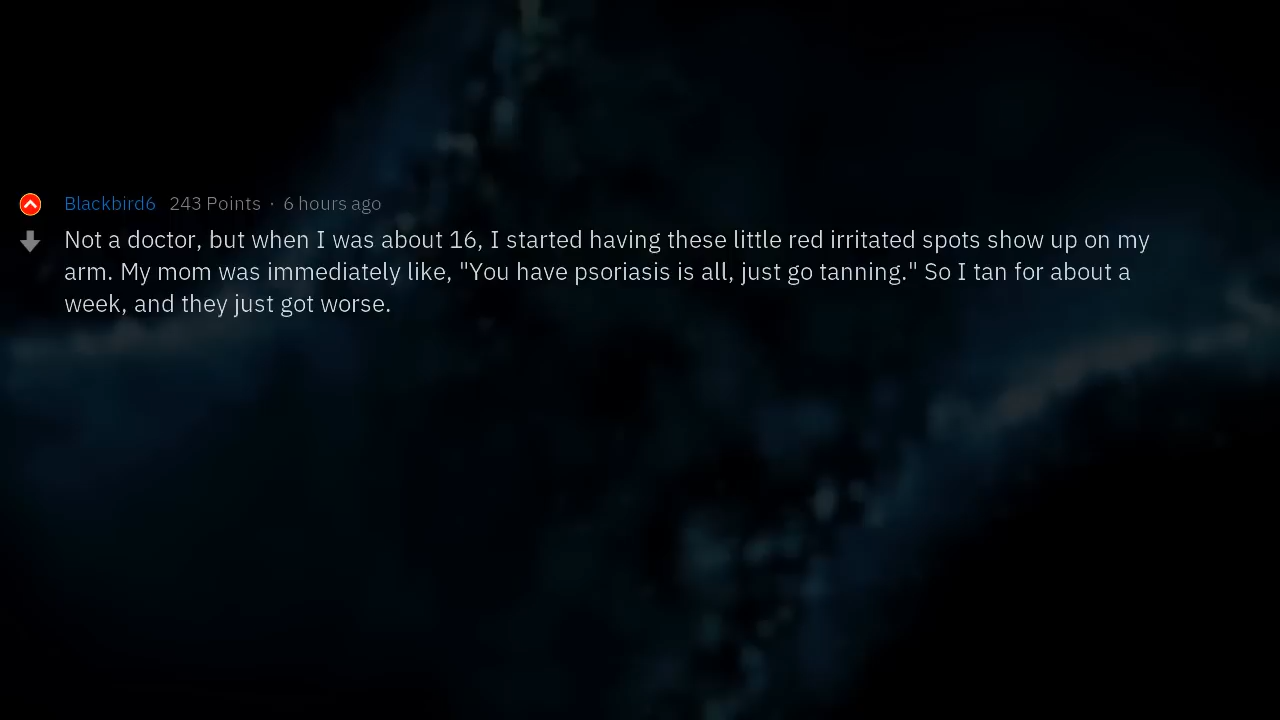 Blackbird6 243 Points · 6 hours ago
Not a doctor, but when I was about 16, I started having these little red irritated spots show up on my
arm. My mom was immediately like, "You have psoriasis is all, just go tanning." So I tan for about a
week, and they just got worse.